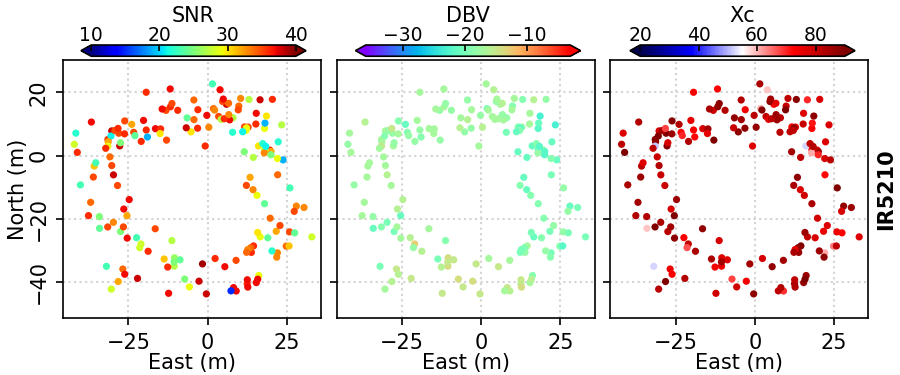 SNR DBV Xc
10 20 30 40 −30 −20 −10 20 40 60 80
20
0
−20
−40
North (m)
−25 0 25 −25 0 25 −25 0 25
East (m) East (m) East (m)
IR5210